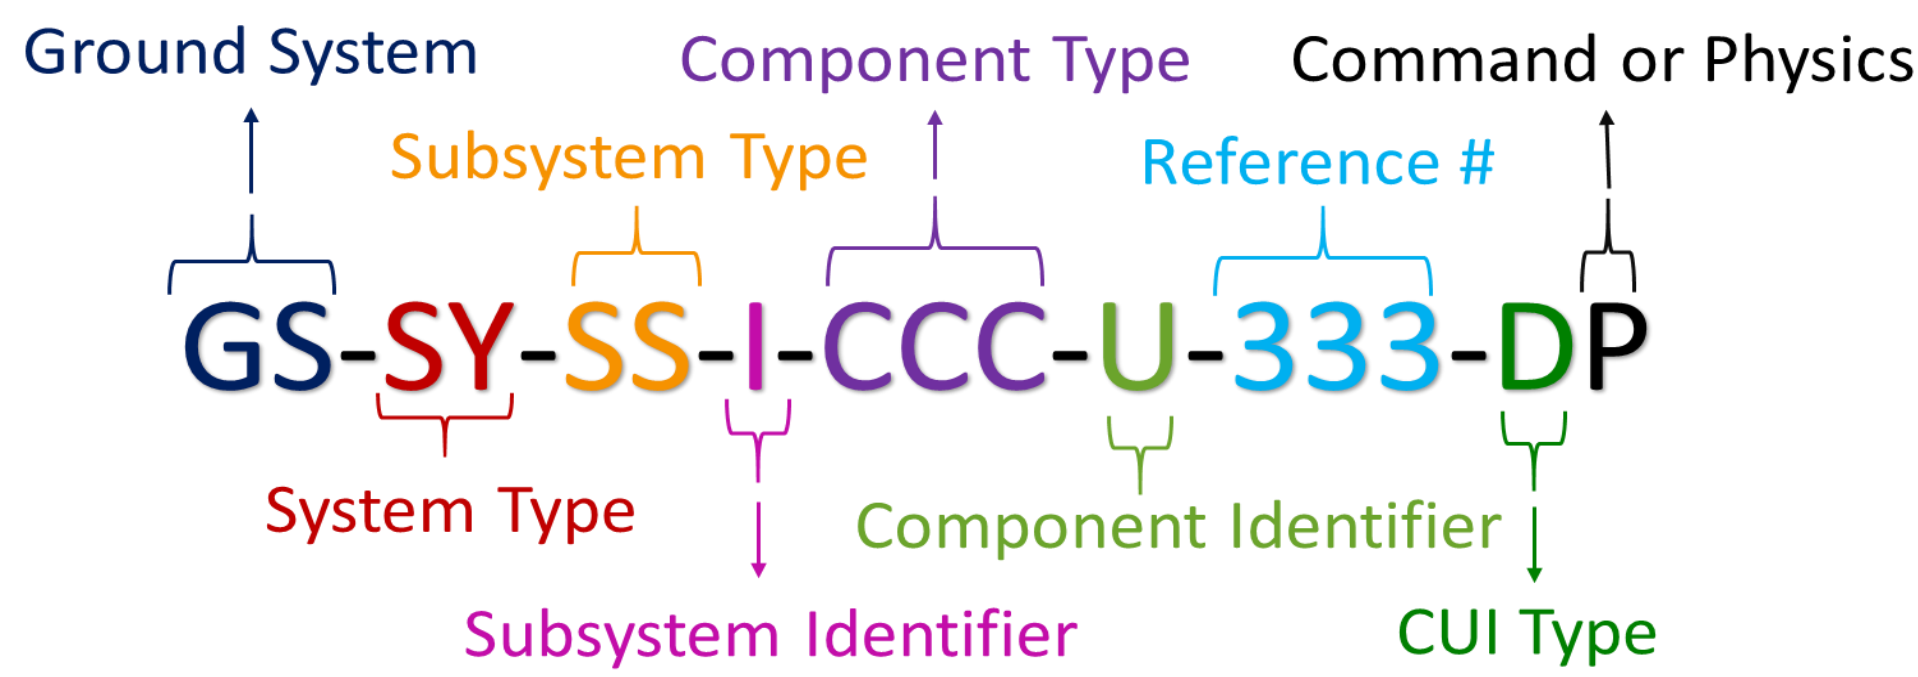 Ground System
Component Type
Command or Physics
Subsystem Type
Reference #
GS-SY-SS-I-CCC-U-333-DP
System Type
Component Identifier
Subsystem Identifier
CUI Type